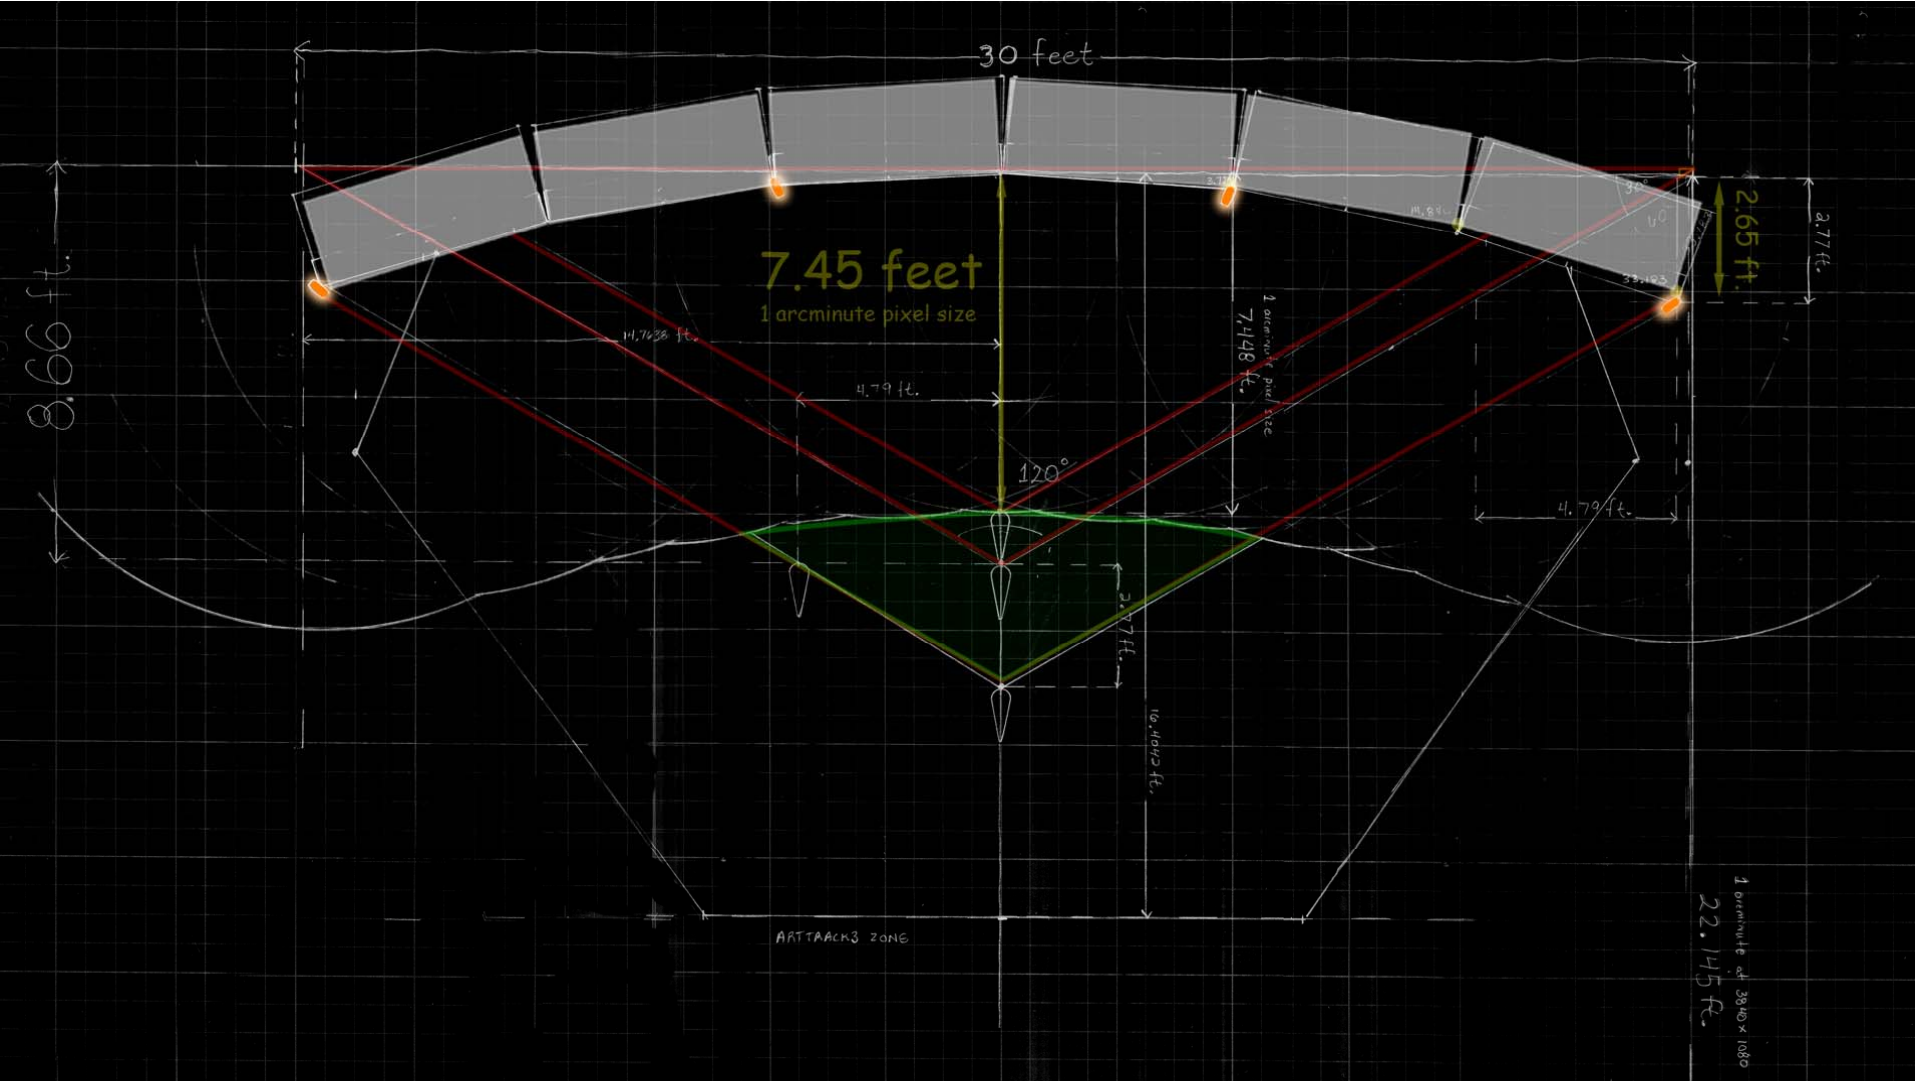 30 feet
30°
60
2.65 ft.
2.77 ft.
8.66 ft.
7.45 feet
1 arcminute pixel size
14.7638 ft.
1 arcminute pixel size
7.448 ft.
4.79 ft.
120°
4.79 ft.
2.77 ft.
16.4042 ft.
ARTTRACK3 ZONE
1 arcminute at 3840 x 1080
22.145 ft.